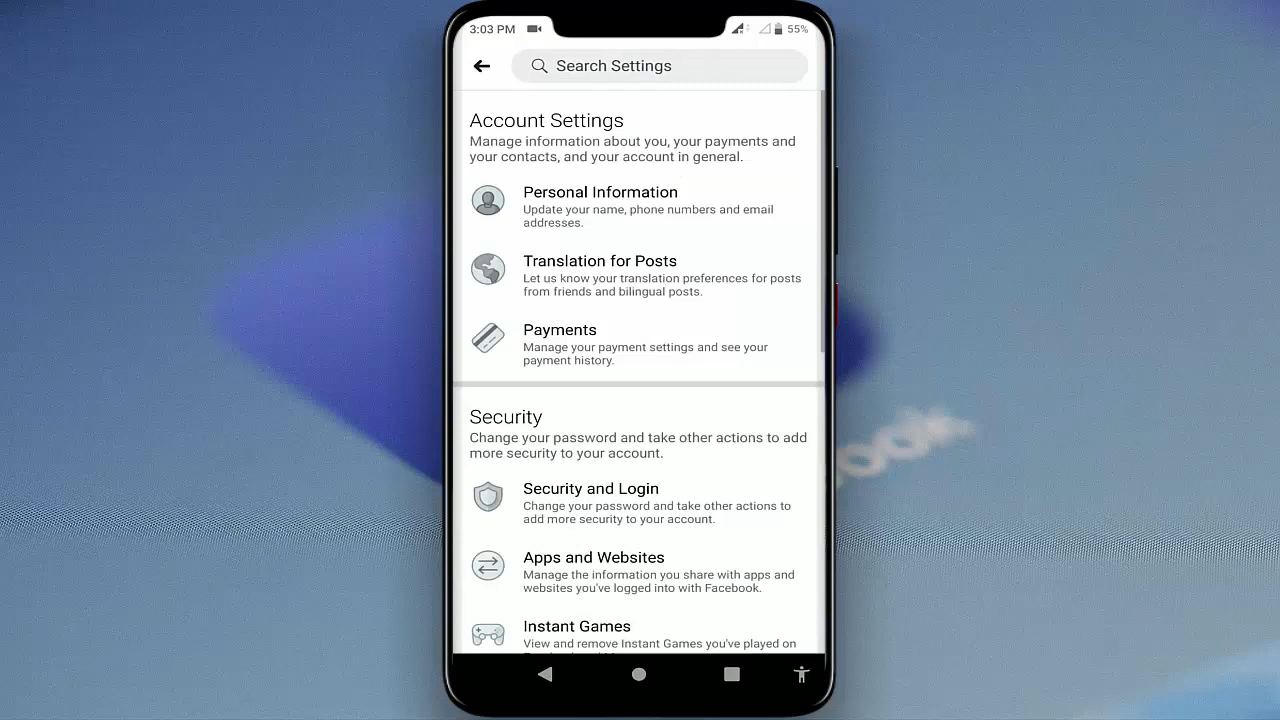 3:03 PM
55%
Search Settings
Account Settings
Manage information about you, your payments and
your contacts, and your account in general.
Personal Information
Update your name, phone numbers and email
addresses.
Translation for Posts
Let us know your translation preferences for posts
from friends and bilingual posts.
Payments
Manage your payment settings and see your
payment history.
Security
Change your password and take other actions to add
more security to your account.
Security and Login
Change your password and take other actions to
add more security to your account.
Apps and Websites
Manage the information you share with apps and
websites you've logged into with Facebook.
Instant Games
View and remove Instant Games you've played on
ook.